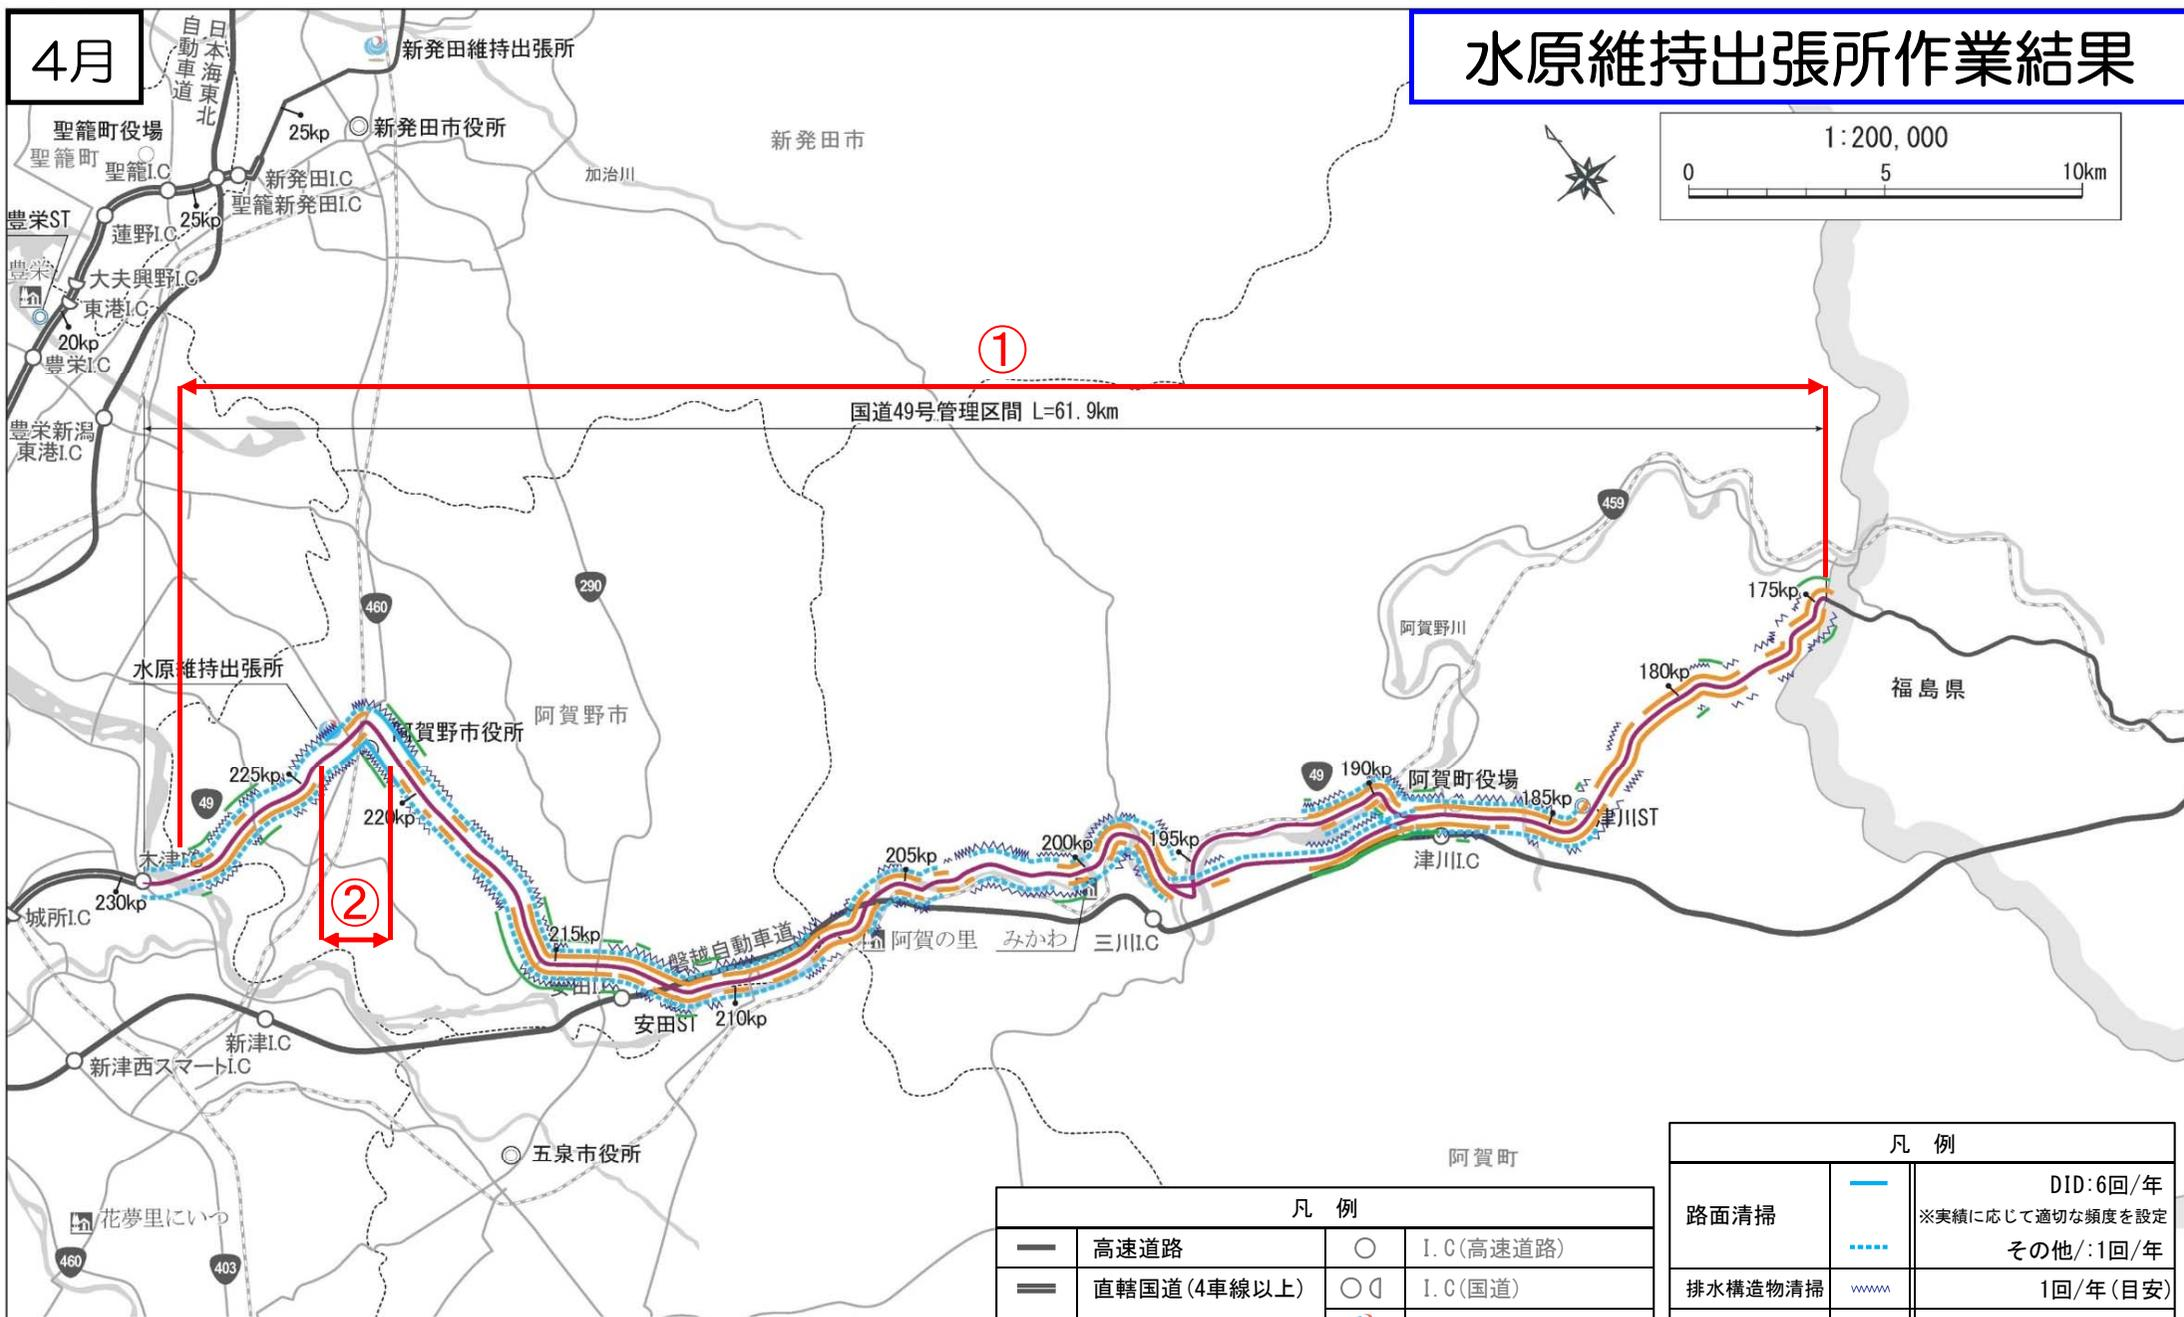 4月
水原維持出張所作業結果
日本海東北
自動車道
新発田維持出張所
25kp
新発田市役所
新発田市
加治川
聖籠町役場
聖籠町
聖籠I.C
新発田I.C
聖籠新発田I.C
25kp
豊栄ST
蓮野I.C
豊栄
大夫興野I.C
東港I.C
20kp
豊栄I.C
豊栄新潟
東港I.C
1:200,000
0 5 10km
①
国道49号管理区間 L=61.9km
459
290
460
175kp
阿賀野川
180kp
福島県
水原維持出張所
阿賀野市役所
阿賀野市
225kp
49
220kp
49
190kp
阿賀町役場
185kp
津川ST
津川I.C
木津I.C
230kp
城所I.C
②
205kp
200kp
195kp
215kp
磐越自動車道
阿賀の里
みかわ
三川I.C
安田I.C
安田ST
210kp
新津I.C
新津西スマートI.C
五泉市役所
阿賀町
花夢里にいつ
460
403
凡 例
高速道路
I.C(高速道路)
直轄国道(4車線以上)
I.C(国道)
凡 例
路面清掃
DID:6回/年
※実績に応じて適切な頻度を設定
その他/:1回/年
排水構造物清掃
1回/年(目安)